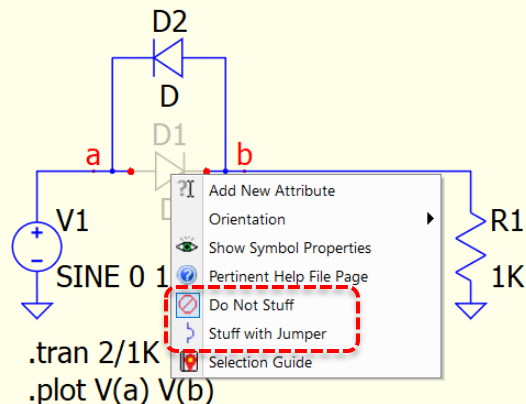 D2
D
D1
a
b
V1
R1
SINE 0 1
1K
Add New Attribute
Orientation
Show Symbol Properties
Pertinent Help File Page
Do Not Stuff
Stuff with Jumper
Selection Guide
.tran 2/1K
.plot V(a) V(b)